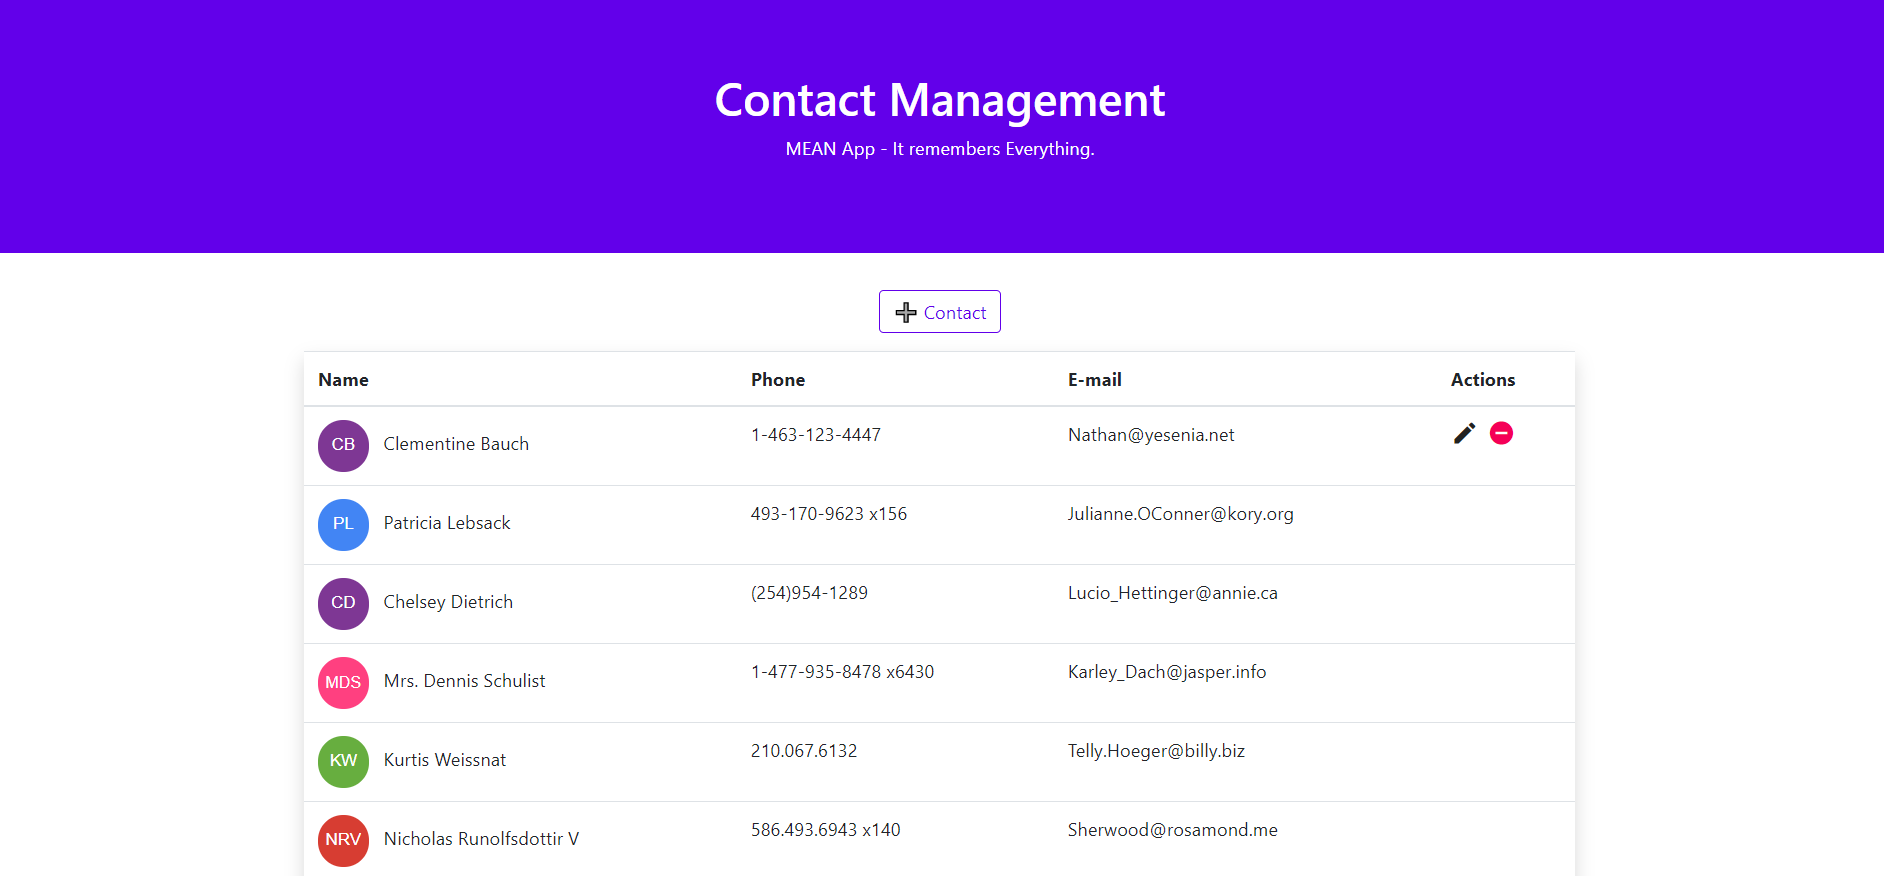 Contact Management
MEAN App - It remembers Everything.
Contact
Name Phone E-mail Actions
CB Clementine Bauch 1-463-123-4447 Nathan@yesenia.net
PL Patricia Lebsack 493-170-9623 x156 Julianne.OConner@kory.org
CD Chelsey Dietrich (254)954-1289 Lucio_Hettinger@annie.ca
MDS Mrs. Dennis Schulist 1-477-935-8478 x6430 Karley_Dach@jasper.info
KW Kurtis Weissnat 210.067.6132 Telly.Hoeger@billy.biz
NRV Nicholas Runolfsdottir V 586.493.6943 x140 Sherwood@rosamond.me